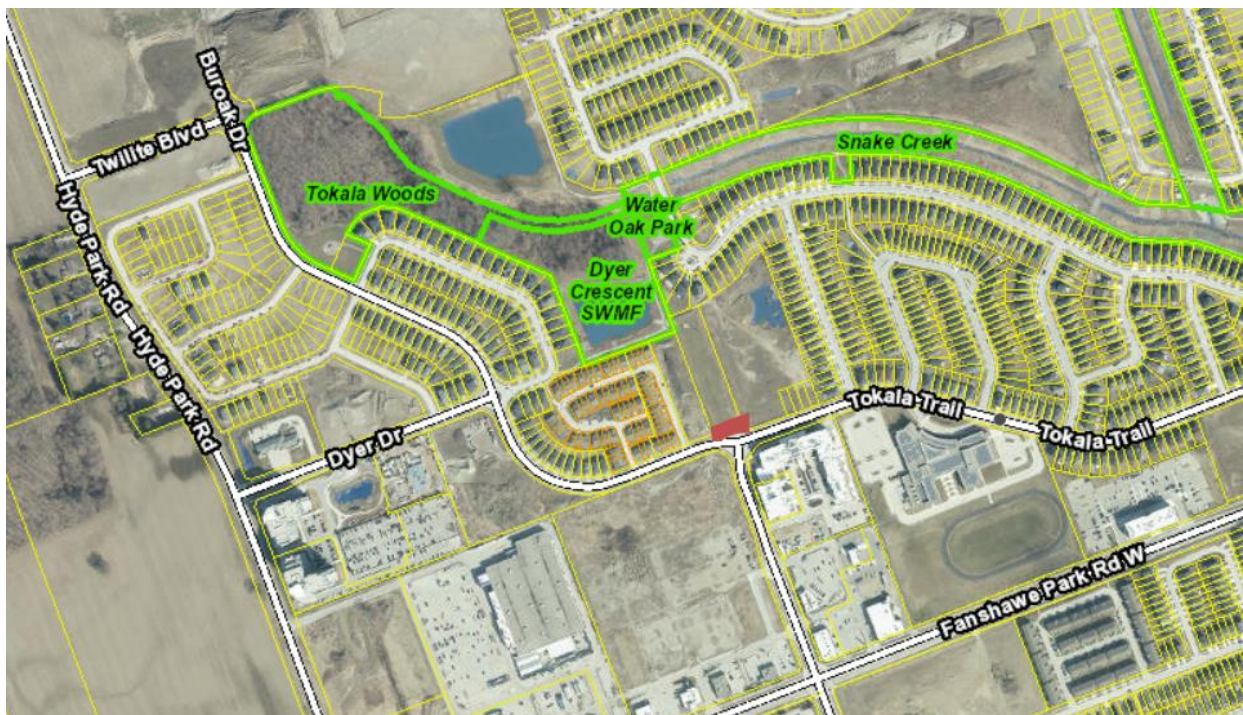 Buroak Dr
Twilite Blvd
Snake Creek
Tokala Woods
Water
Oak Park
Hyde Park Rd
Dyer
Crescent
SWMF
Hyde Park Rd
Tokala Trail
Tokala Trail
Dyer Dr
Fanshawe Park Rd W